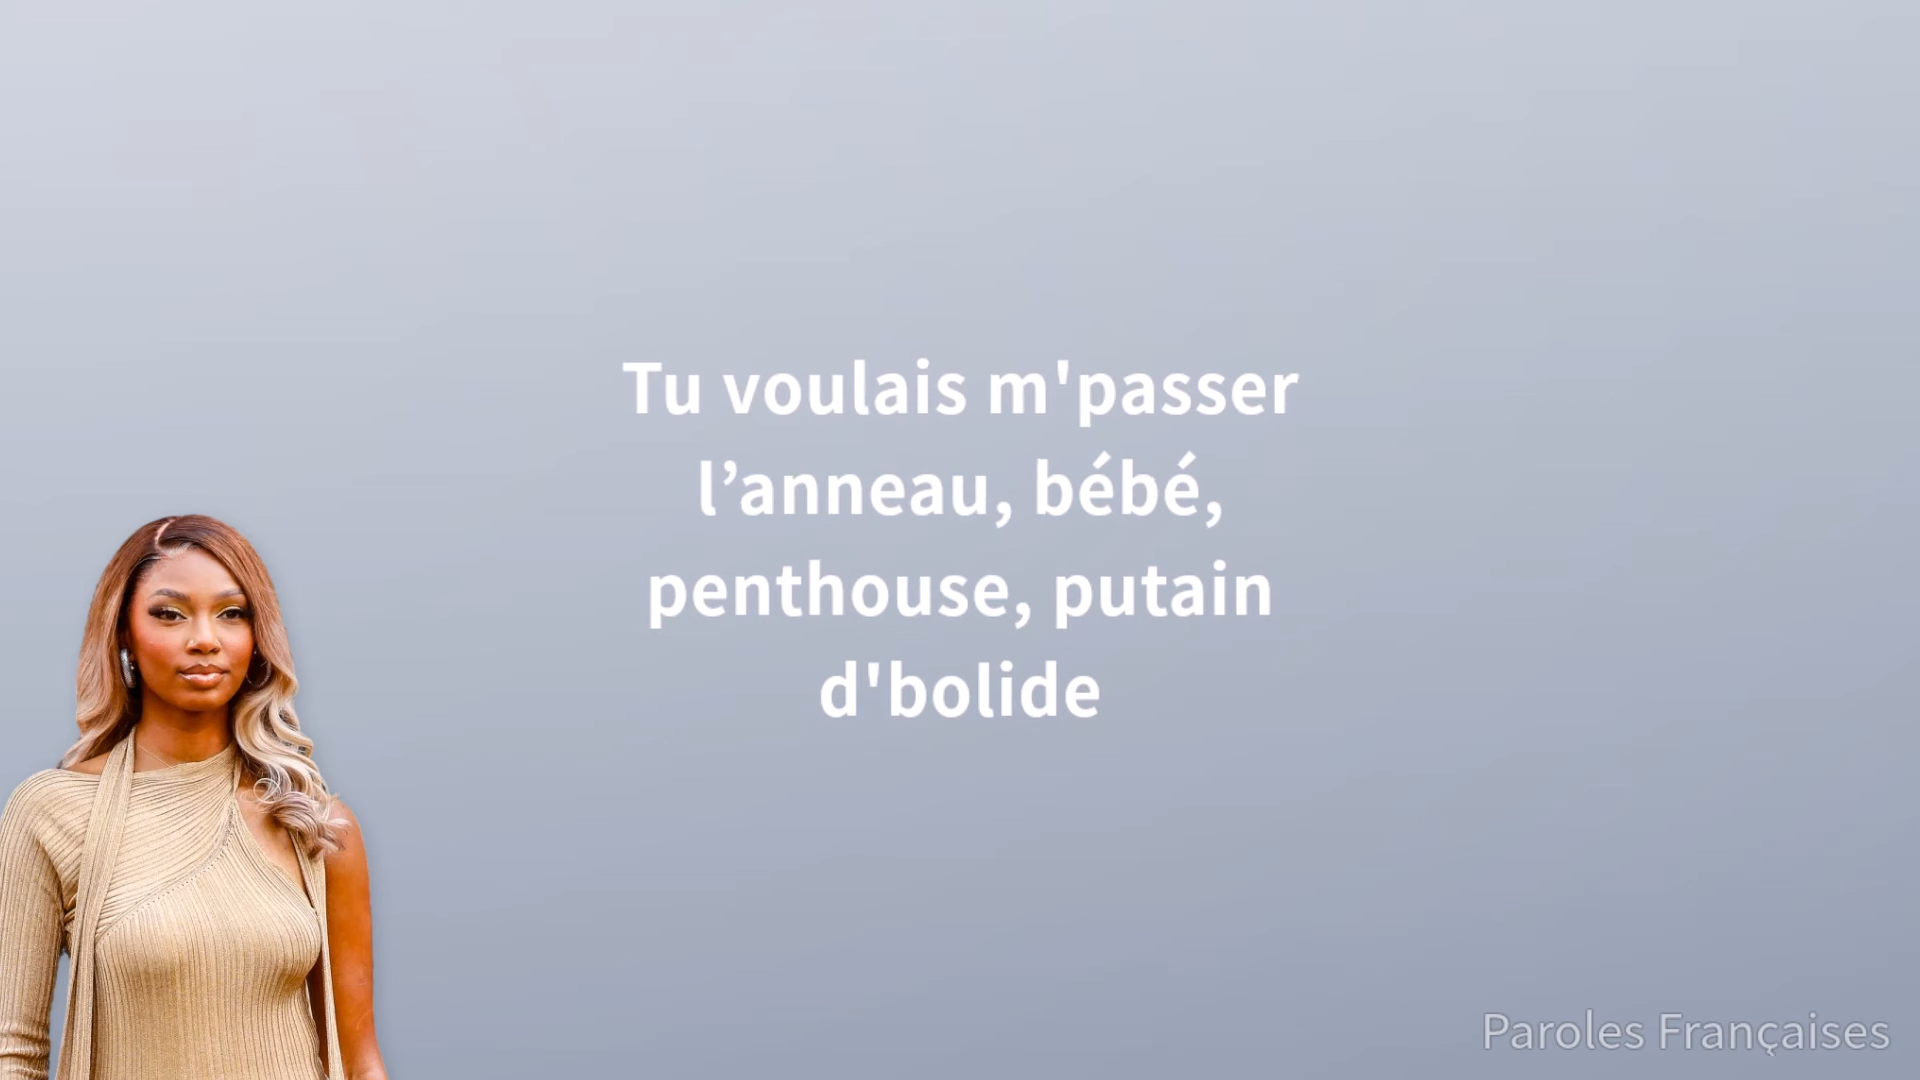 Tu voulais m'passer
l’anneau, bébé,
penthouse, putain
d'bolide
Paroles Françaises